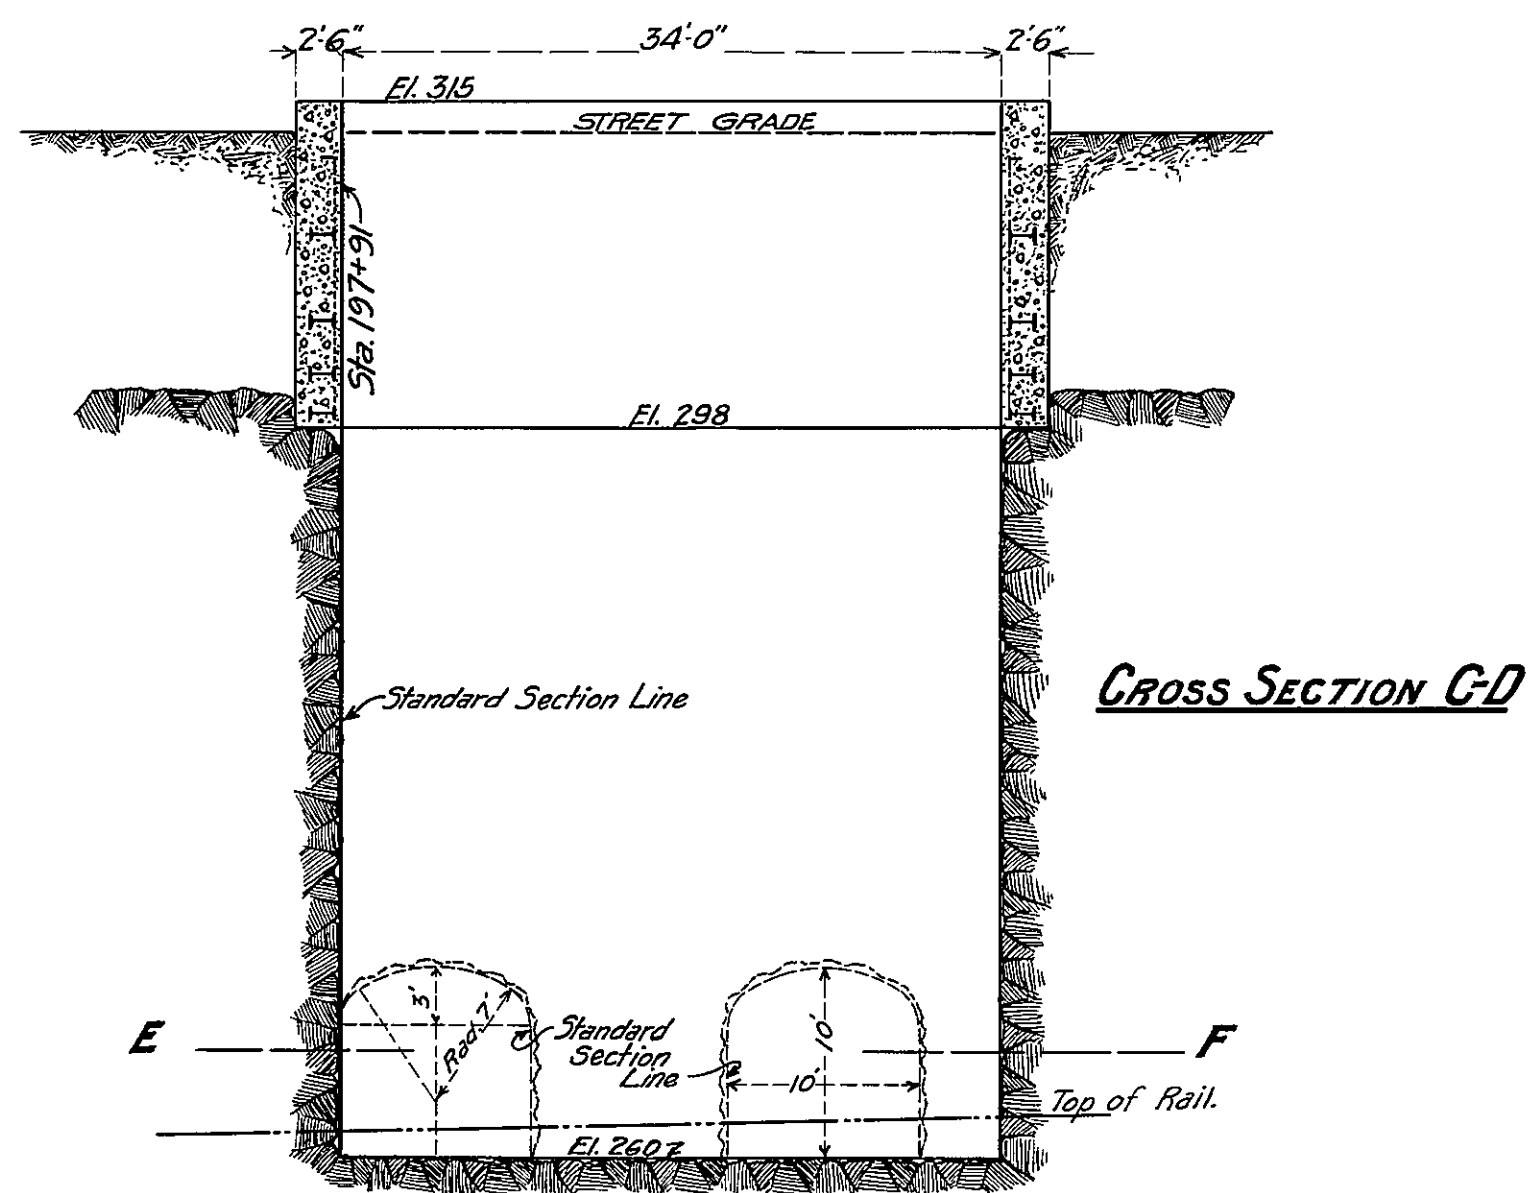 2'-6" 34'-0" 2'-6"
El. 315
STREET GRADE
Sta. 197+91
El. 298
Standard Section Line
CROSS SECTION C-D
3'
Rad. 7'
Standard
Section
Line
10'
10'
E
F
Top of Rail.
El. 260